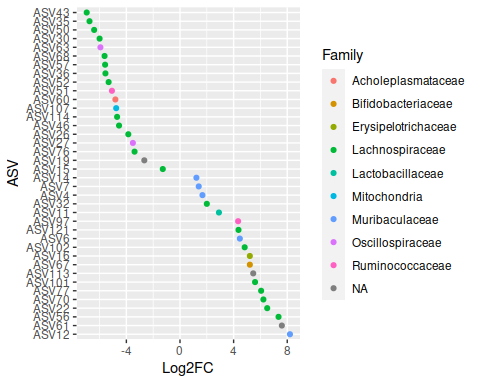 ASV43
ASV35
ASV50
ASV30
ASV63
ASV68
ASV57
ASV36
ASV52
ASV51
ASV60
ASV107
ASV114
ASV46
ASV26
ASV27
ASV76
ASV19
ASV15
ASV14
ASV7
ASV4
ASV32
ASV11
ASV97
ASV121
ASV6
ASV102
ASV16
ASV67
ASV113
ASV101
ASV77
ASV70
ASV22
ASV56
ASV61
ASV12
ASV
-4 0 4 8
Log2FC
Family
Acholeplasmataceae
Bifidobacteriaceae
Erysipelotrichaceae
Lachnospiraceae
Lactobacillaceae
Mitochondria
Muribaculaceae
Oscillospiraceae
Ruminococcaceae
NA